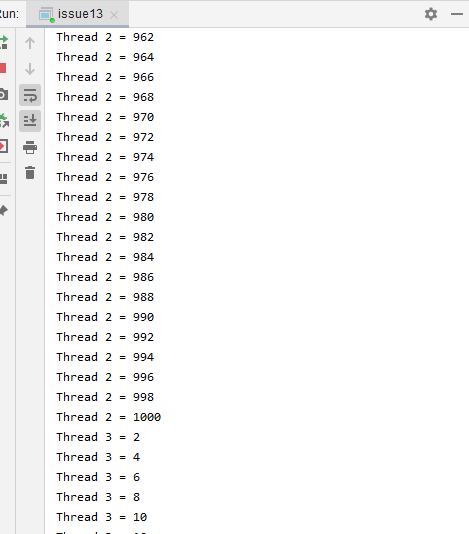 Run: issue13
Thread 2 = 962
Thread 2 = 964
Thread 2 = 966
Thread 2 = 968
Thread 2 = 970
Thread 2 = 972
Thread 2 = 974
Thread 2 = 976
Thread 2 = 978
Thread 2 = 980
Thread 2 = 982
Thread 2 = 984
Thread 2 = 986
Thread 2 = 988
Thread 2 = 990
Thread 2 = 992
Thread 2 = 994
Thread 2 = 996
Thread 2 = 998
Thread 2 = 1000
Thread 3 = 2
Thread 3 = 4
Thread 3 = 6
Thread 3 = 8
Thread 3 = 10